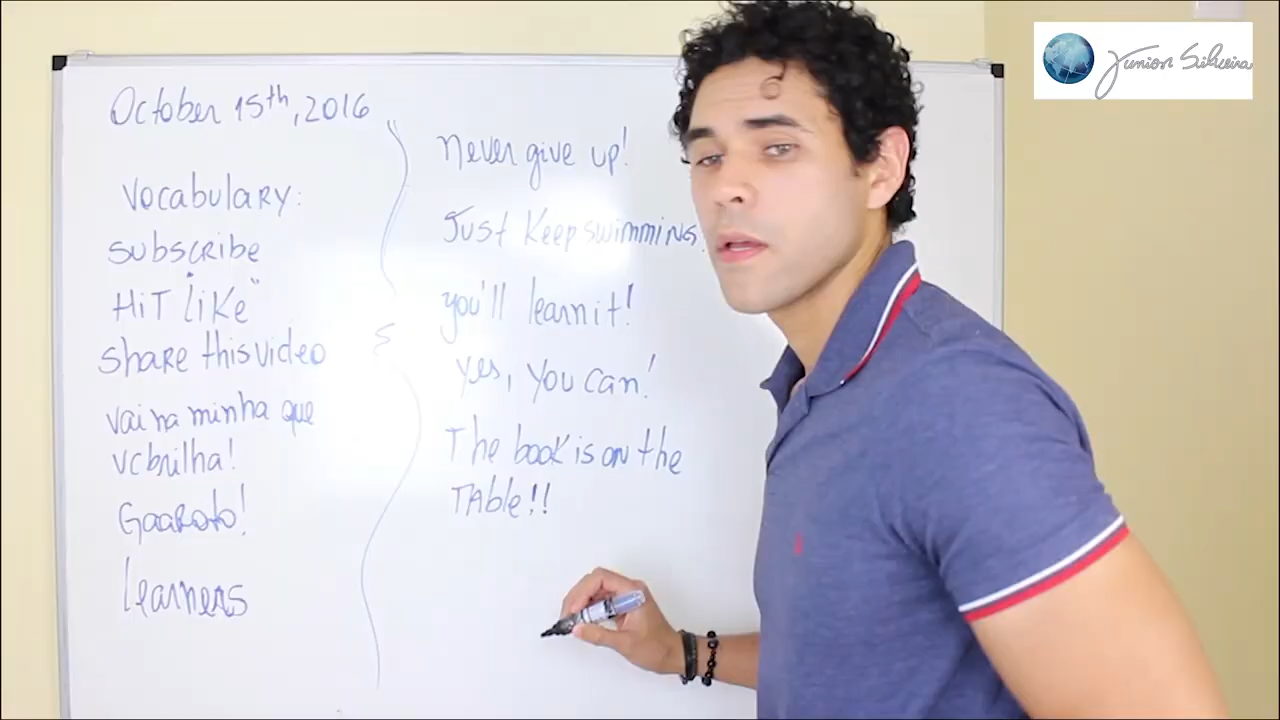 October 15th, 2016
Vocabulary:
subscribe
HiT "like"
share this video
vai na minha que
vc brilha!
Gaaroto!
learners
Never give up!
Just keep swimming.
you'll learn it!
yes, you can!
The book is on the
TAble!!
Junior Silveira